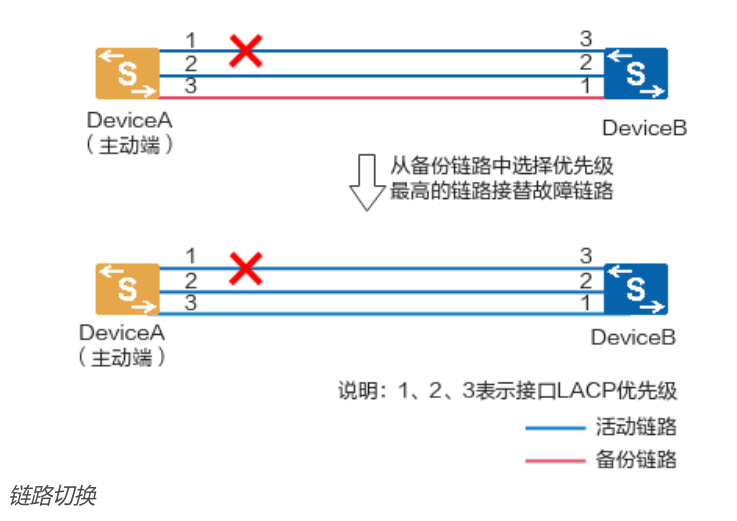 1 3
S S
2 2
3 1
DeviceA
（主动端）
DeviceB
从备份链路中选择优先级
最高的链路接替故障链路
1 3
S S
2 2
3 1
DeviceA
（主动端）
DeviceB
说明：1、2、3表示接口LACP优先级
活动链路
备份链路
链路切换